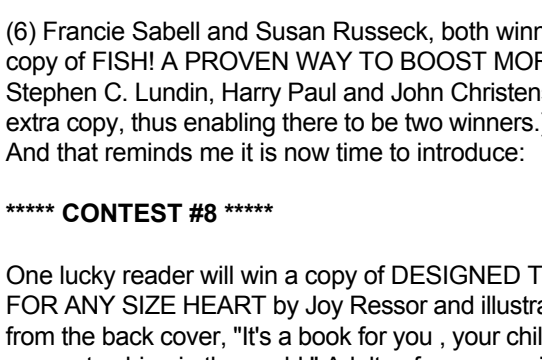 (6) Francie Sabell and Susan Russeck, both winn
copy of FISH! A PROVEN WAY TO BOOST MOR
Stephen C. Lundin, Harry Paul and John Christens
extra copy, thus enabling there to be two winners.)
And that reminds me it is now time to introduce:
***** CONTEST #8 *****
One lucky reader will win a copy of DESIGNED T
FOR ANY SIZE HEART by Joy Ressor and illustra
from the back cover, "It's a book for you , your chil